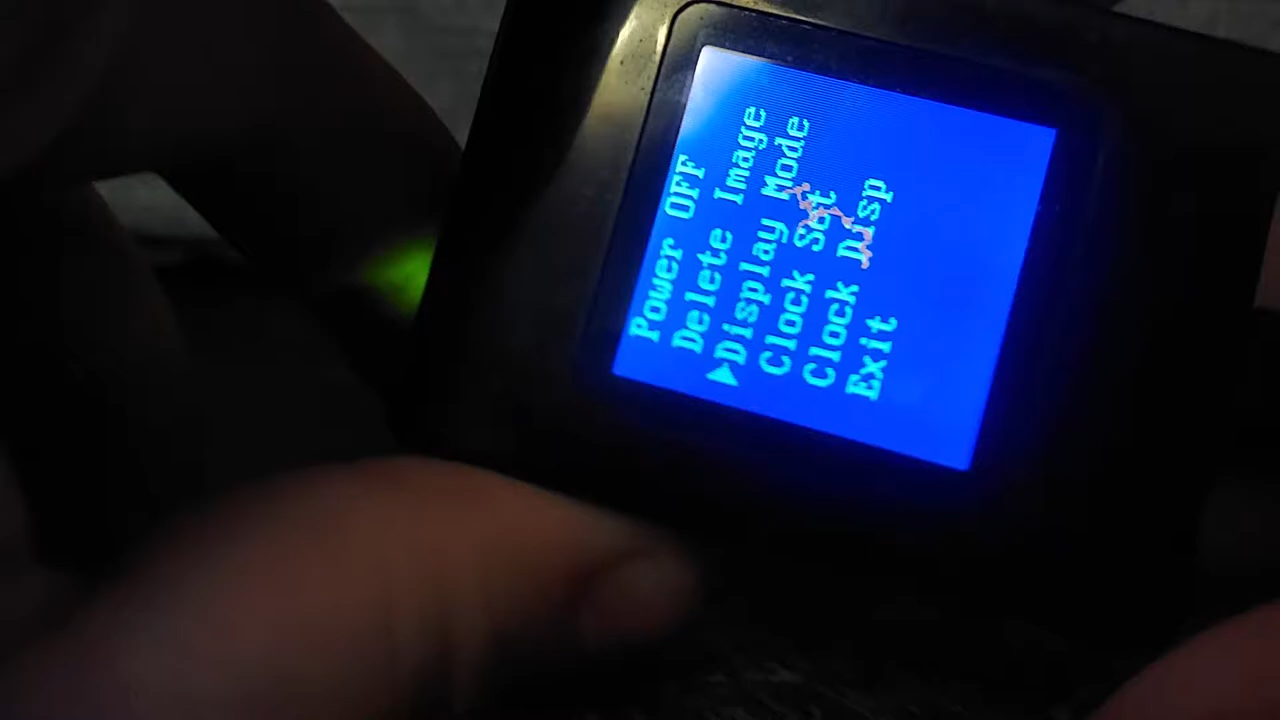 Power OFF
Delete Image
▶Display Mode
Clock Set
Clock Disp
Exit